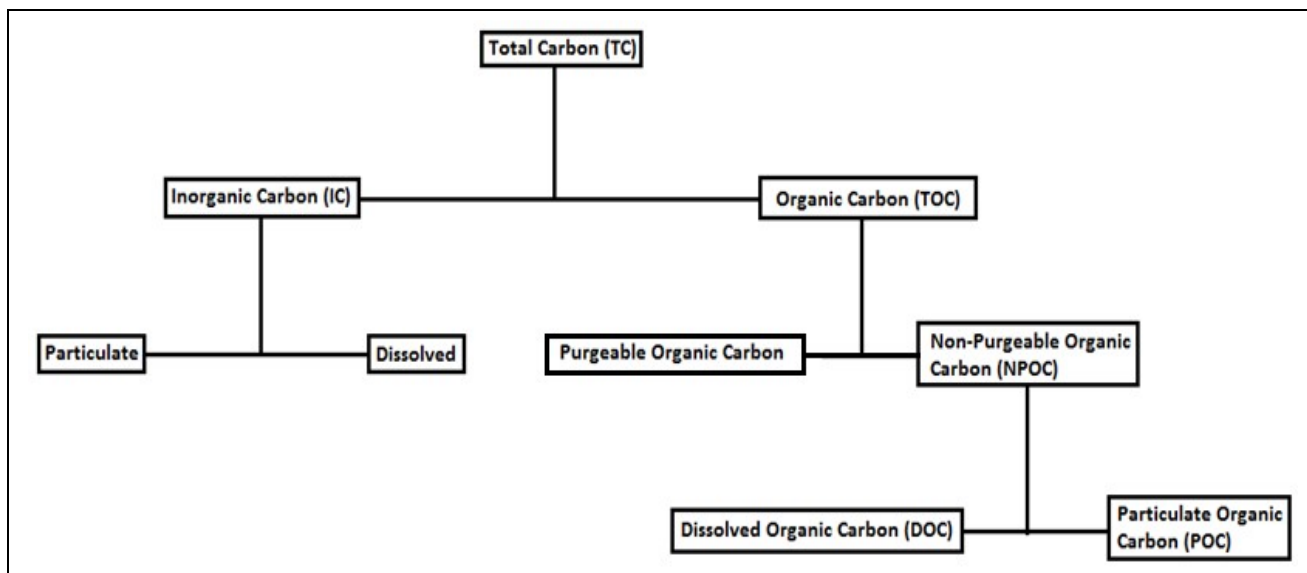 Total Carbon (TC)
Inorganic Carbon (IC)
Organic Carbon (TOC)
Particulate
Dissolved
Purgeable Organic Carbon
Non-Purgeable Organic
Carbon (NPOC)
Dissolved Organic Carbon (DOC)
Particulate Organic
Carbon (POC)